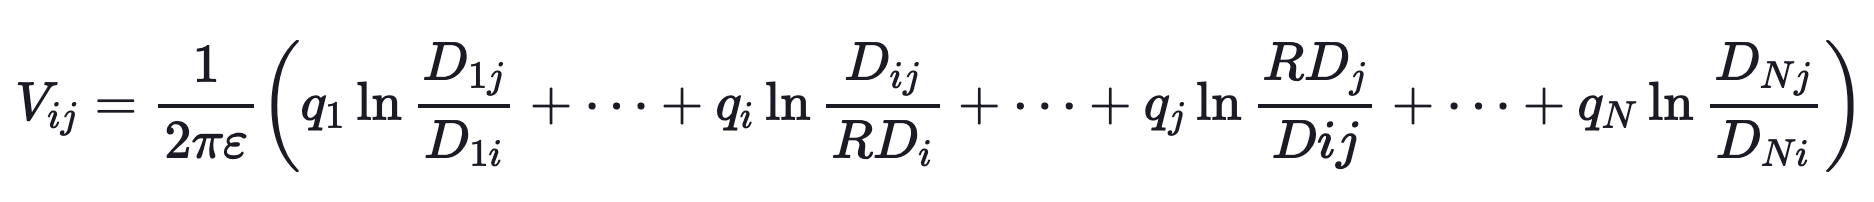 $V_{ij} = \frac{1}{2\pi\varepsilon} \left( q_1 \ln \frac{D_{1j}}{D_{1i}} + \cdots + q_i \ln \frac{D_{ij}}{RD_i} + \cdots + q_j \ln \frac{RD_j}{Dij} + \cdots + q_N \ln \frac{D_{Nj}}{D_{Ni}} \right)$